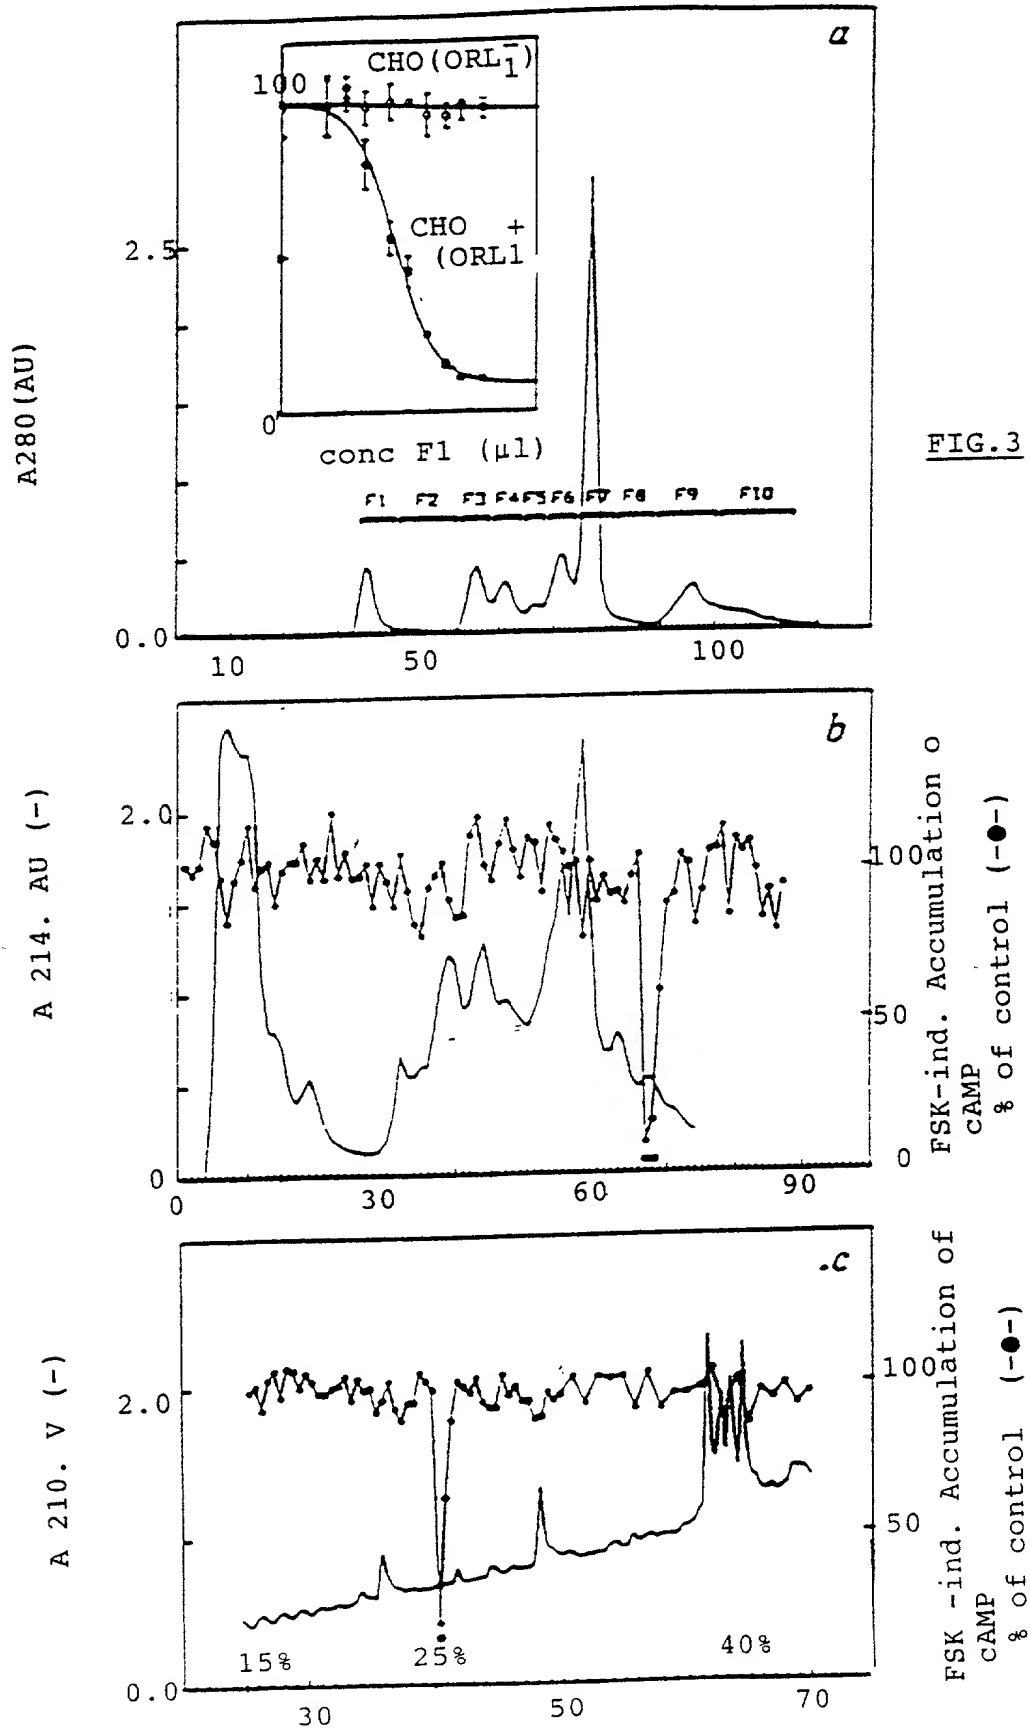 a
CHO(ORL1-)
100
CHO +
(ORL1
2.5
A280(AU)
0
conc F1 (µl)
FIG.3
F1 F2 F3 F4 F5 F6 F7 F8 F9 F10
0.0
10 50 100
b
A 214. AU (-)
2.0
100
50
0
0
FSK-ind. Accumulation o
CAMP
% of control (-●-)
0 30 60 90
.c
A 210. V (-)
2.0
100
50
FSK -ind. Accumulation of
CAMP
% of control (-●-)
15% 25% 40%
0.0
30 50 70